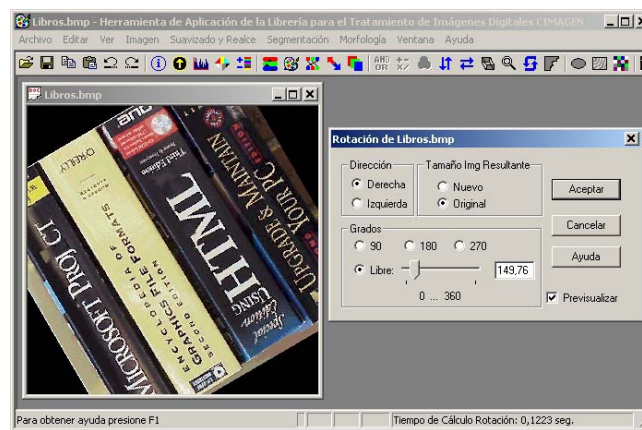 Libros.bmp - Herramienta de Aplicación de la Librería para el Tratamiento de Imágenes Digitales CIMAGEN
Archivo Editar Ver Imagen Suavizado y Realce Segmentación Morfología Ventana Ayuda
AND
OR
Libros.bmp
O'REILLY
MICROSOFT PROJ CT
ENCYCLOPEDIA OF
GRAPHICS FILE FORMATS
SECOND EDITION
Third Edition
Special
Edition
USING
HTML
UPGRADE & MAINTAIN
YOUR PC
Rotación de Libros.bmp
Dirección
Derecha
Izquierda
Tamaño Img Resultante
Nuevo
Original
Aceptar
Cancelar
Ayuda
Grados
90 180 270
Libre: 149,76
0 ... 360
Previsualizar
Para obtener ayuda presione F1
Tiempo de Cálculo Rotación: 0,1223 seg.